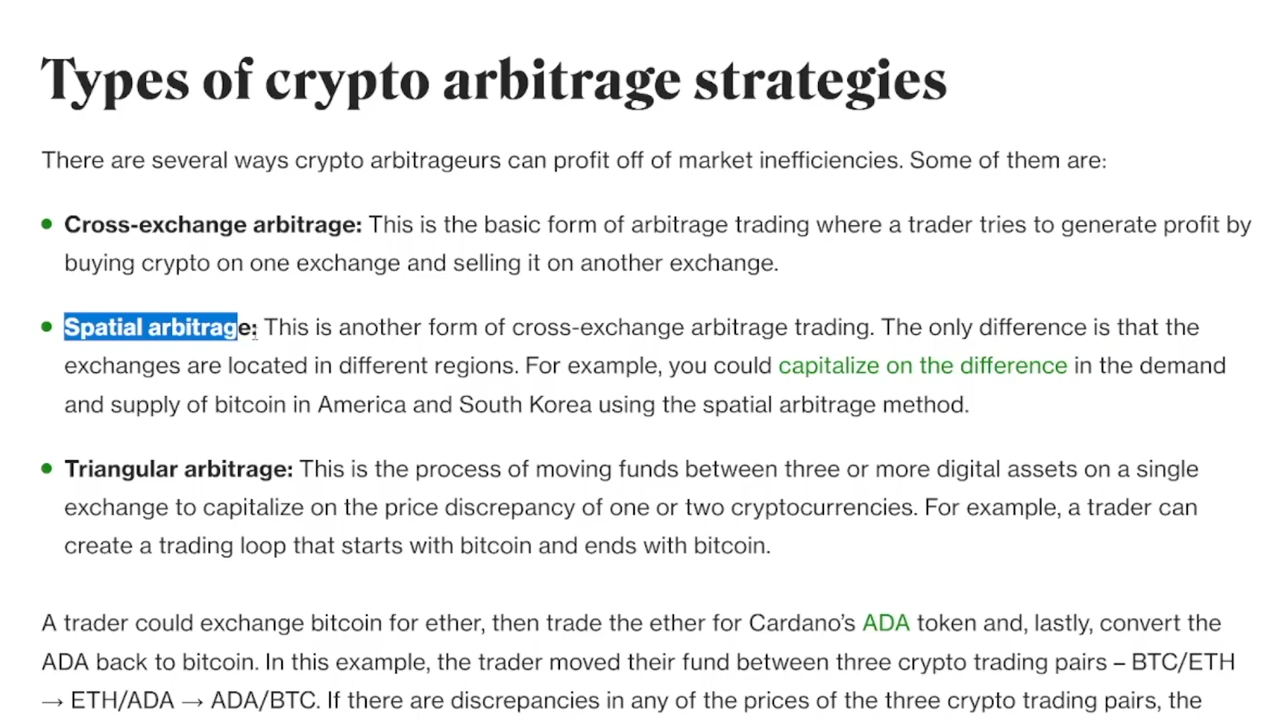 Types of crypto arbitrage strategies
There are several ways crypto arbitrageurs can profit off of market inefficiencies. Some of them are:
Cross-exchange arbitrage: This is the basic form of arbitrage trading where a trader tries to generate profit by
buying crypto on one exchange and selling it on another exchange.
Spatial arbitrage: This is another form of cross-exchange arbitrage trading. The only difference is that the
exchanges are located in different regions. For example, you could capitalize on the difference in the demand
and supply of bitcoin in America and South Korea using the spatial arbitrage method.
Triangular arbitrage: This is the process of moving funds between three or more digital assets on a single
exchange to capitalize on the price discrepancy of one or two cryptocurrencies. For example, a trader can
create a trading loop that starts with bitcoin and ends with bitcoin.
A trader could exchange bitcoin for ether, then trade the ether for Cardano’s ADA token and, lastly, convert the
ADA back to bitcoin. In this example, the trader moved their fund between three crypto trading pairs – BTC/ETH
→ ETH/ADA → ADA/BTC. If there are discrepancies in any of the prices of the three crypto trading pairs, the